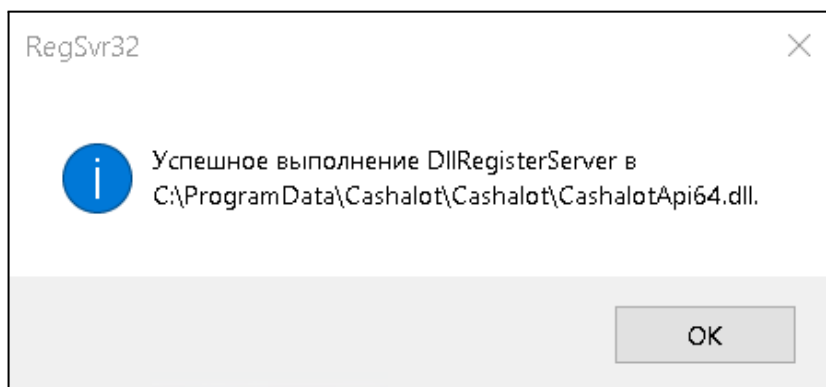 RegSvr32
Успешное выполнение DllRegisterServer в
C:\ProgramData\Cashalot\Cashalot\CashalotApi64.dll.
OK